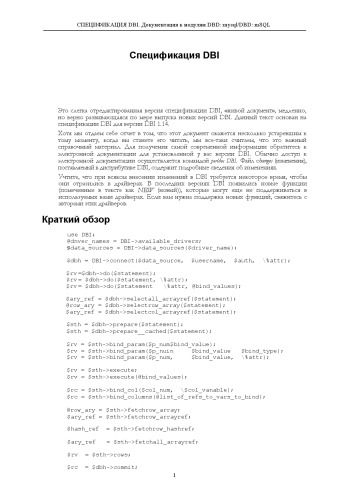 СПЕЦИФИКАЦИЯ DBI. Документация к модулям DBD: mysql/DBD: mSQL
Спецификация DBI
Это слегка отредактированная версия спецификации DBI, «живой документ», медленно,
но верно развивающаяся по мере выпуска новых версий DBI. Данный текст основан на
спецификации DBI для версии DBI 1.14.
Хотя мы отдаем себе отчет в том, что этот документ окажется несколько устаревшим к
тому моменту, когда вы станете его читать, мы все-таки считаем, что это важный
справочный материал. Для получения самой современной информации обратитесь к
электронной документации для установленной у вас версии DBI. Обычно доступ к
электронной документации осуществляется командой perldoc DBI. Файл changes (изменения),
поставляемый в дистрибутиве DBI, содержит подробные сведения об изменениях.
Учтите, что при всяком внесении изменений в DBI требуется некоторое время, чтобы
они отразились в драйверах. В последних версиях DBI появились новые функции
(помеченные в тексте как NEW (новый)), которые могут еще не поддерживаться в
используемых вами драйверах. Если вам нужна поддержка новых функций, свяжитесь с
авторами этих драйверов
Краткий обзор
use DBI;
@dnver_names = DBI->available_drivers;
@data_sources = DBI->data_sources($driver_name);
$dbh = DBI->connect($data_source, $username, $auth, \%attr);
$rv=$dbh->do($statement);
$rv = $dbh->do($statement, \%attr);
$rv = $dbh->do($statement \%attr, @bind_values);
$ary_ref = $dbh->selectall_arrayref($statement);
@row_ary = $dbh->selectrow_array($statement);
$ary_ref = $dbh->selectcol_arrayref($statement);
$sth = $dbh->prepare($statement);
$sth = $dbh->prepare__cached($statement);
$rv = $sth->bind_param($p_num$bind_value);
$rv = $sth->bind_param($p_nuin $bind_value $bind_type);
$rv = $sth->bind_param($p_num, $bind_value, \%attr);
$rv = $sth->execute;
$rv = $sth->execute(@bind_values);
$rc = $sth->bind_col($col_num, \$col_vanable);
$rc = $sth->bind_columns(@list_of_refs_to_vars_to_bind);
@row_ary = $sth->fetchrow_array;
$ary_ref = $sth->fetchrow_arrayref;
$hash_ref = $sth->fetchrow_hashref;
$ary_ref = $sth->fetchall_arrayref;
$rv = $sth->rows;
$rc = $dbh->commit;
1